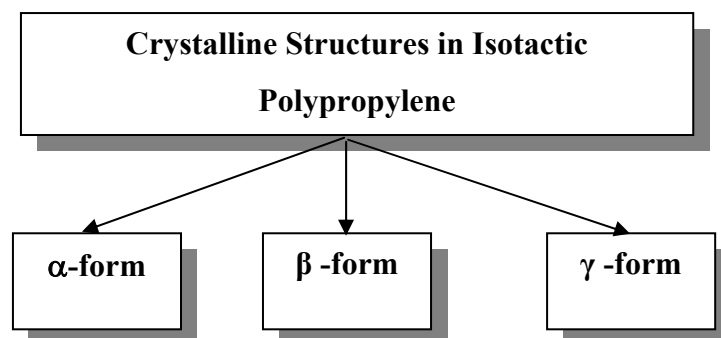 Crystalline Structures in Isotactic
Polypropylene
α-form
β -form
γ -form